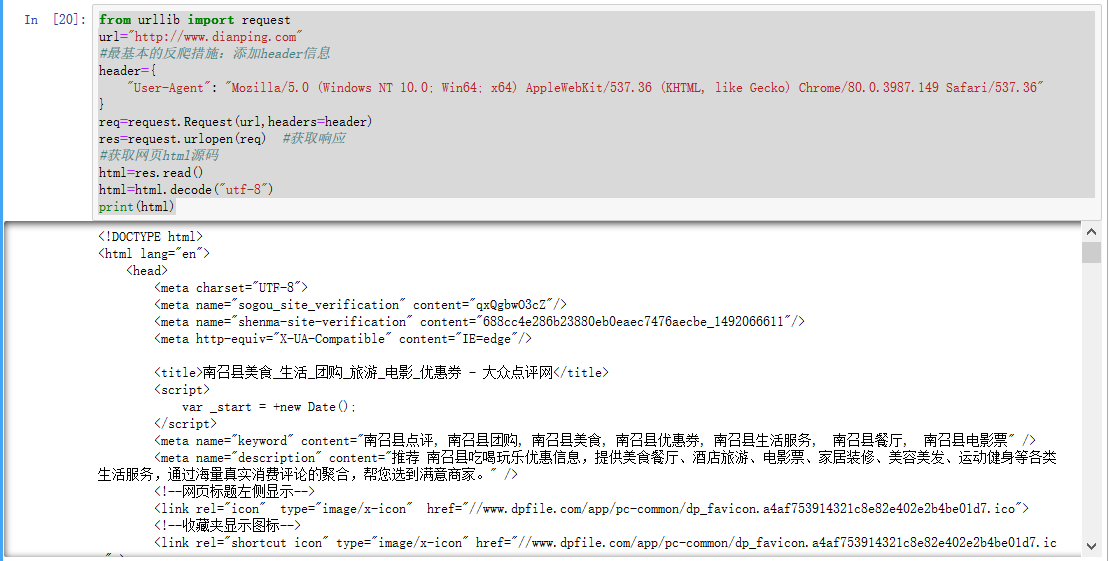 In [20]:
from urllib import request
url="http://www.dianping.com"
#最基本的反爬措施：添加header信息
header={
    "User-Agent": "Mozilla/5.0 (Windows NT 10.0; Win64; x64) AppleWebKit/537.36 (KHTML, like Gecko) Chrome/80.0.3987.149 Safari/537.36"
}
req=request.Request(url,headers=header)
res=request.urlopen(req)  #获取响应
#获取网页html源码
html=res.read()
html=html.decode("utf-8")
print(html)
<!DOCTYPE html>
<html lang="en">
    <head>
        <meta charset="UTF-8">
        <meta name="sogou_site_verification" content="qxQgbwO3cZ"/>
        <meta name="shenma-site-verification" content="688cc4e286b23880eb0eaec7476aecbe_1492066611"/>
        <meta http-equiv="X-UA-Compatible" content="IE=edge"/>
        <title>南召县美食_生活_团购_旅游_电影_优惠券 - 大众点评网</title>
        <script>
            var _start = +new Date();
        </script>
        <meta name="keyword" content="南召县点评, 南召县团购, 南召县美食, 南召县优惠券, 南召县生活服务,  南召县餐厅,  南召县电影票" />
        <meta name="description" content="推荐 南召县吃喝玩乐优惠信息，提供美食餐厅、酒店旅游、电影票、家居装修、美容美发、运动健身等各类
生活服务，通过海量真实消费评论的聚合，帮您选到满意商家。" />
        <!--网页标题左侧显示-->
        <link rel="icon"  type="image/x-icon"  href="//www.dpfile.com/app/pc-common/dp_favicon.a4af753914321c8e82e402e2b4be01d7.ico">
        <!--收藏夹显示图标-->
        <link rel="shortcut icon" type="image/x-icon" href="//www.dpfile.com/app/pc-common/dp_favicon.a4af753914321c8e82e402e2b4be01d7.ic